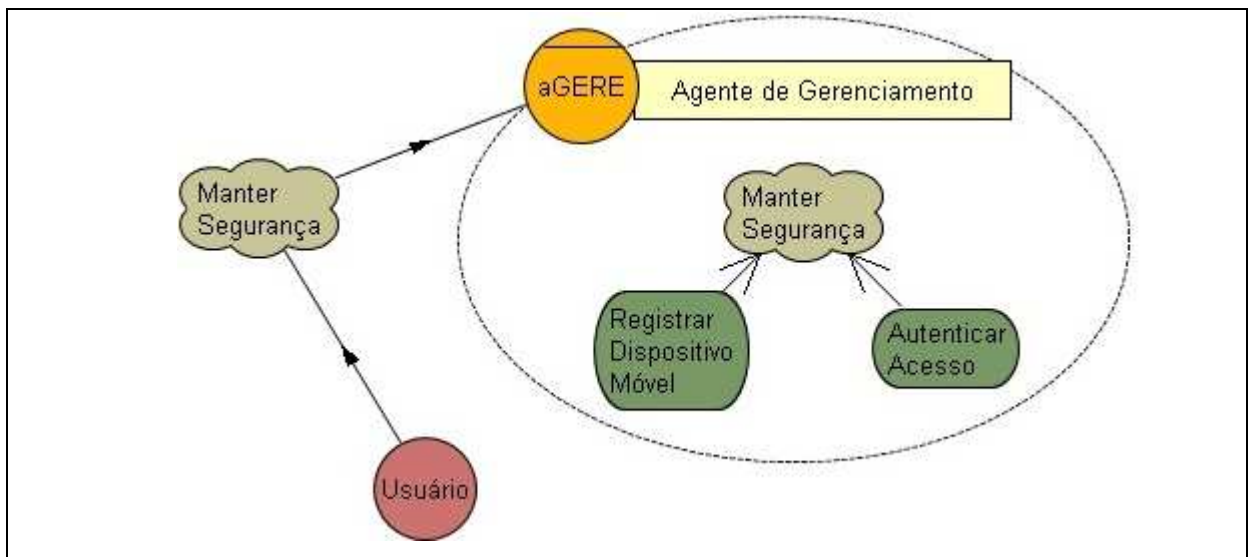 aGERE
Agente de Gerenciamento
Manter
Segurança
Manter
Segurança
Registrar
Dispositivo
Móvel
Autenticar
Acesso
Usuário